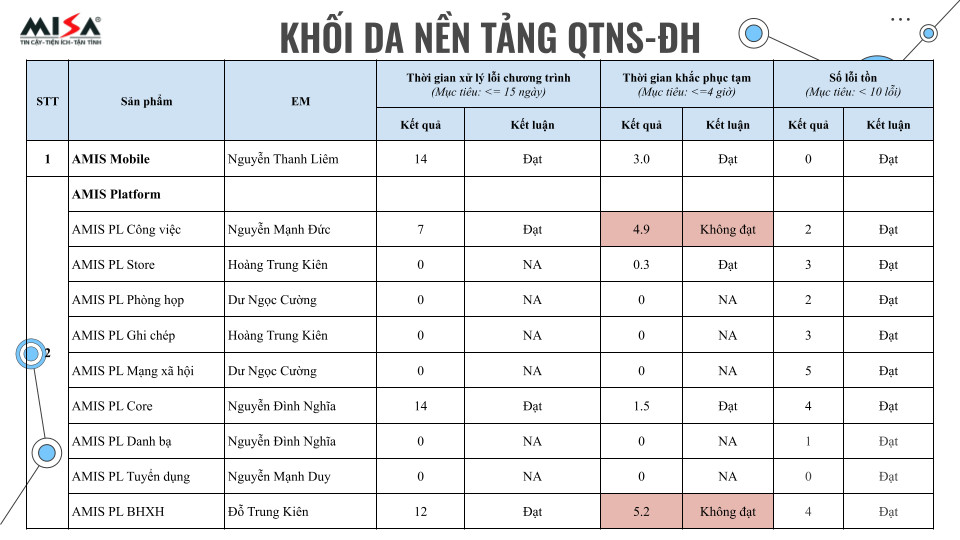 MISA
TIN CẬY - TIỆN ÍCH - TẬN TÌNH
KHỐI DA NỀN TẢNG QTNS-ĐH
STT Sản phẩm EM Thời gian xử lý lỗi chương trình (Mục tiêu: <= 15 ngày) Thời gian khắc phục tạm (Mục tiêu: <=4 giờ) Số lỗi tồn (Mục tiêu: < 10 lỗi)
Kết quả Kết luận Kết quả Kết luận Kết quả Kết luận
1 AMIS Mobile Nguyễn Thanh Liêm 14 Đạt 3.0 Đạt 0 Đạt
2 AMIS Platform
AMIS PL Công việc Nguyễn Mạnh Đức 7 Đạt 4.9 Không đạt 2 Đạt
AMIS PL Store Hoàng Trung Kiên 0 NA 0.3 Đạt 3 Đạt
AMIS PL Phòng họp Dư Ngọc Cường 0 NA 0 NA 2 Đạt
AMIS PL Ghi chép Hoàng Trung Kiên 0 NA 0 NA 3 Đạt
AMIS PL Mạng xã hội Dư Ngọc Cường 0 NA 0 NA 5 Đạt
AMIS PL Core Nguyễn Đình Nghĩa 14 Đạt 1.5 Đạt 4 Đạt
AMIS PL Danh bạ Nguyễn Đình Nghĩa 0 NA 0 NA 1 Đạt
AMIS PL Tuyển dụng Nguyễn Mạnh Duy 0 NA 0 NA 0 Đạt
AMIS PL BHXH Đỗ Trung Kiên 12 Đạt 5.2 Không đạt 4 Đạt